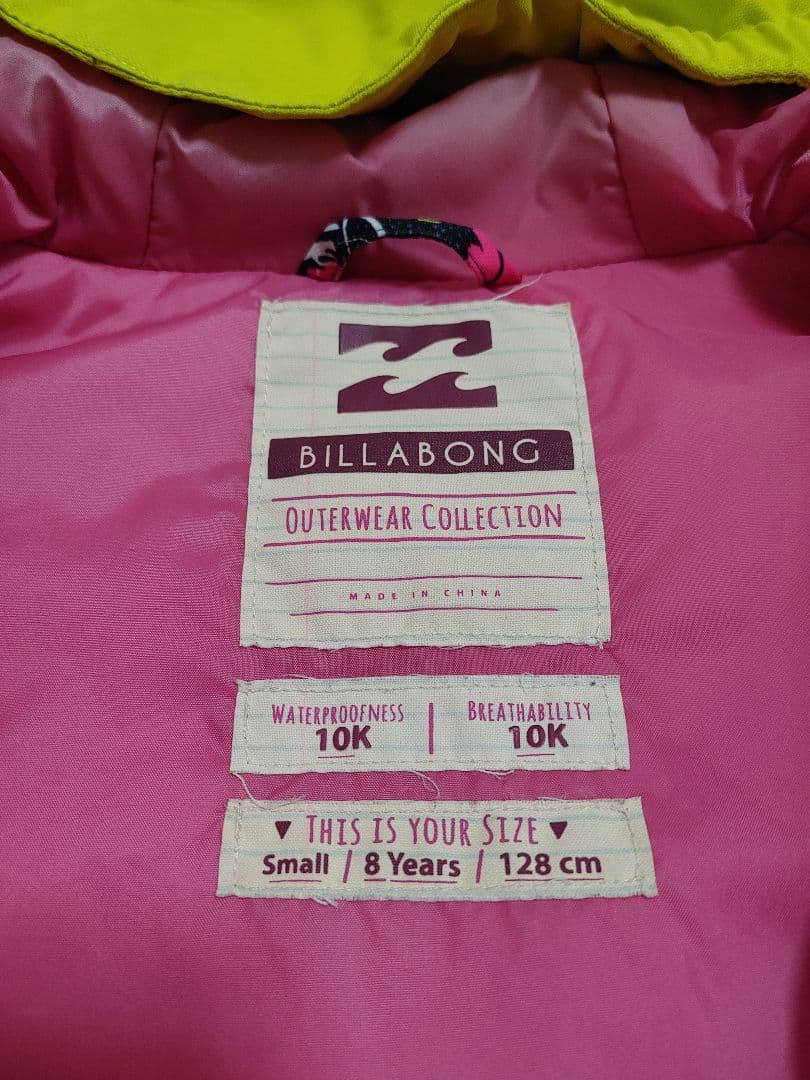 BILLABONG
OUTERWEAR COLLECTION
MADE IN CHINA
WATERPROOFNESS | BREATHABILITY
10K | 10K
▼ THIS IS YOUR SIZE ▼
Small / 8 Years / 128 cm